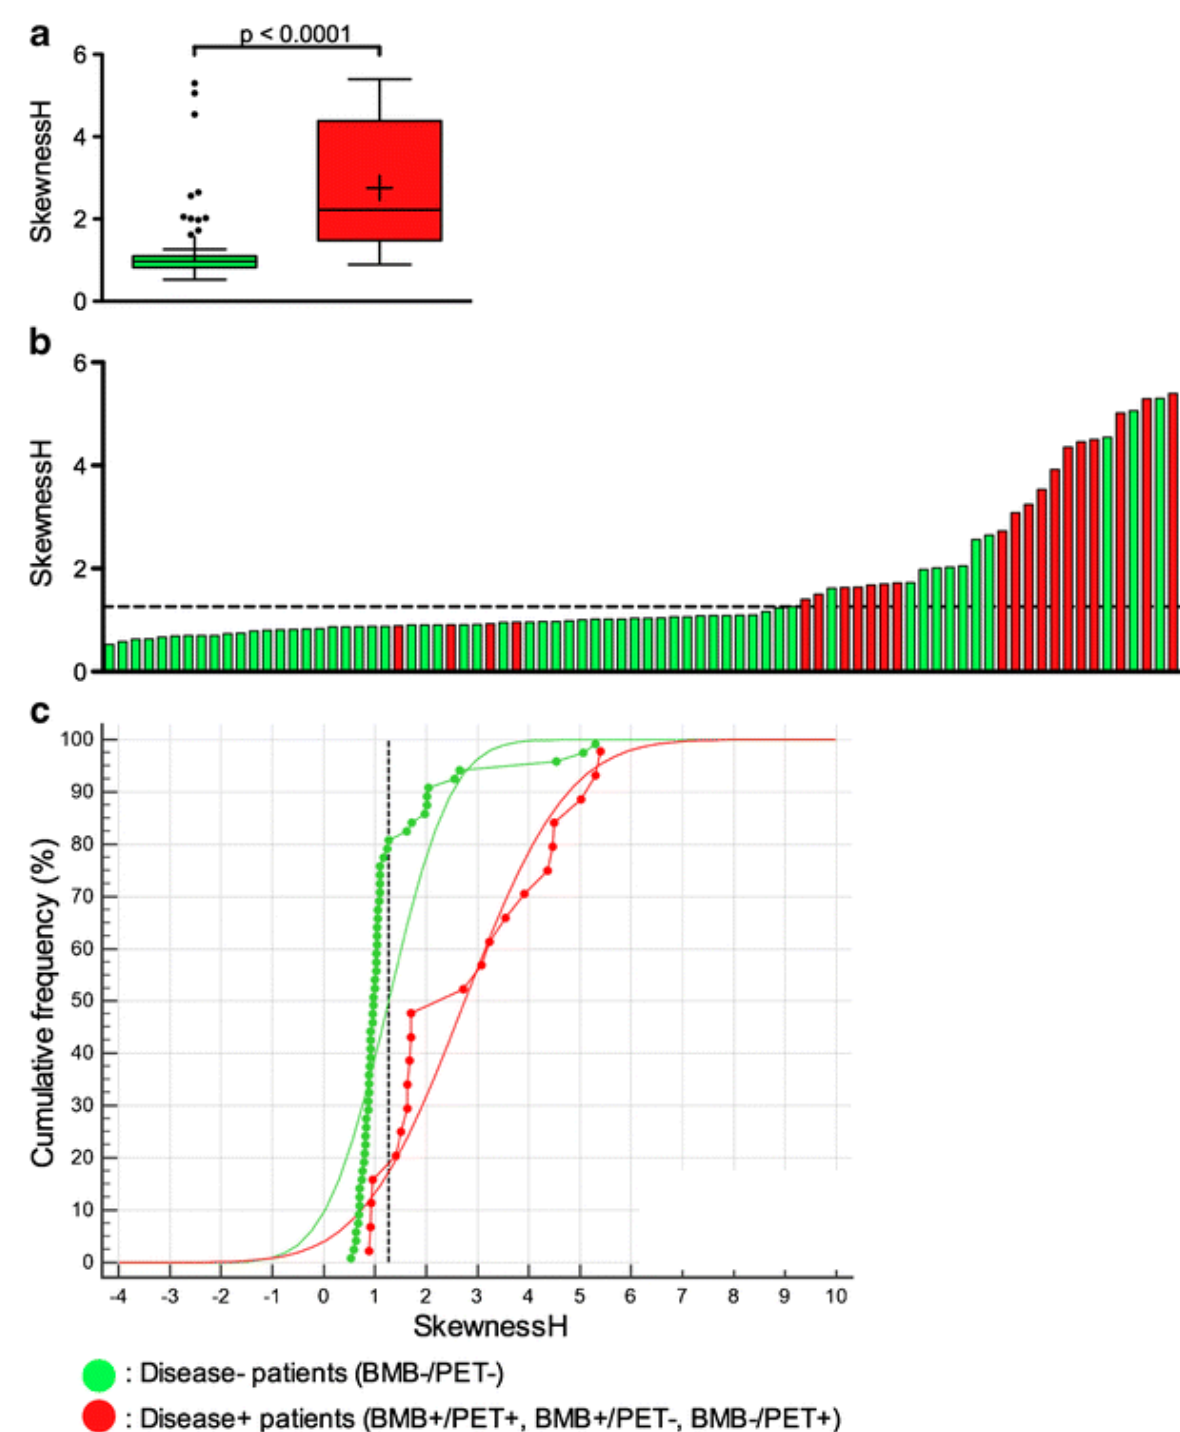 a
p < 0.0001
6
4
2
0
SkewnessH
b
6
4
2
0
SkewnessH
c
100
90
80
70
60
50
40
30
20
10
0
Cumulative frequency (%)
-4 -3 -2 -1 0 1 2 3 4 5 6 7 8 9 10
SkewnessH
: Disease- patients (BMB-/PET-)
: Disease+ patients (BMB+/PET+, BMB+/PET-, BMB-/PET+)